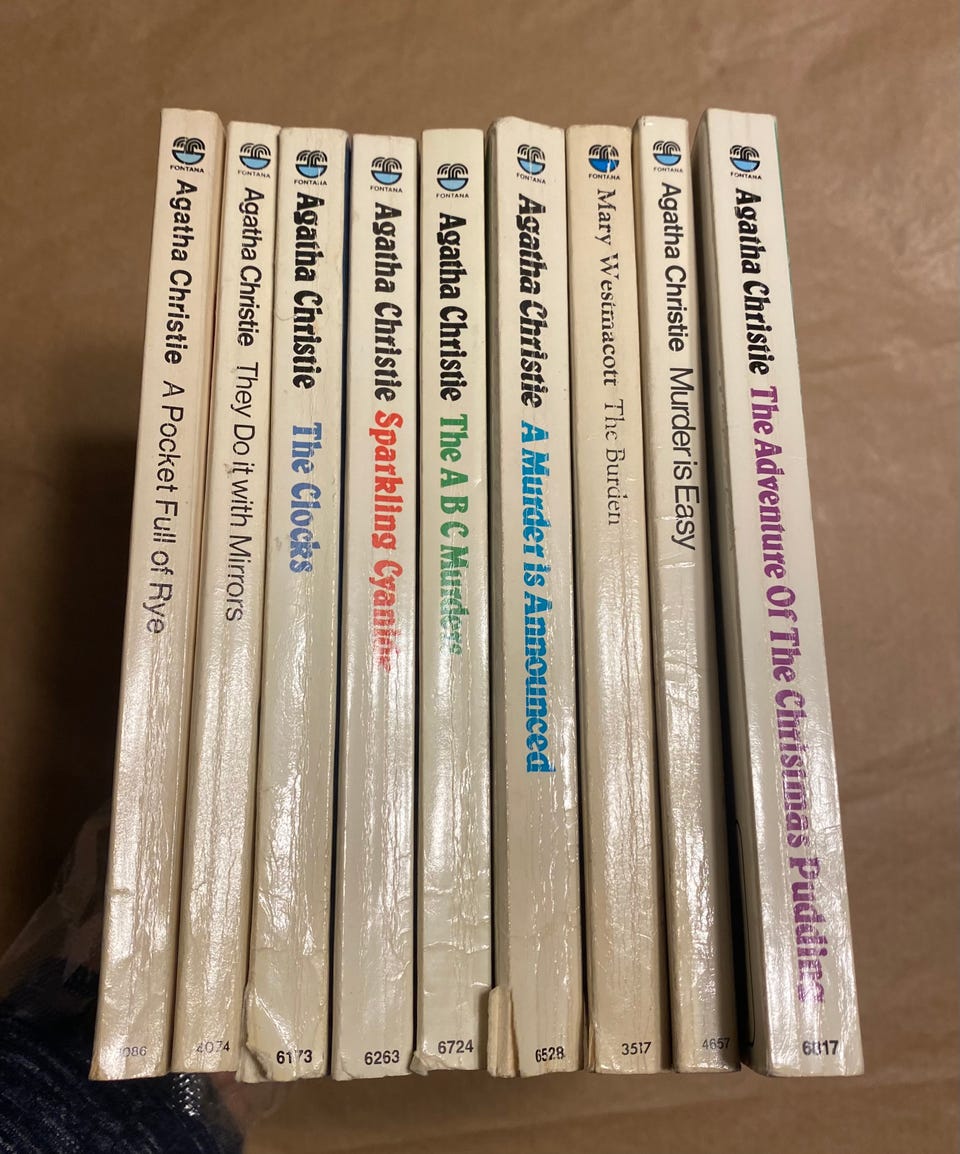 FONTANA
Agatha Christie A Pocket Full of Rye
086
FONTANA
Agatha Christie They Do it with Mirrors
4074
FONTANA
Agatha Christie The Clocks
6173
FONTANA
Agatha Christie Sparkling Cyanide
6263
FONTANA
Agatha Christie The A B C Murders
6724
FONTANA
Agatha Christie A Murder is Announced
6528
FONTANA
Mary Westmacott The Burden
3517
FONTANA
Agatha Christie Murder is Easy
4657
FONTANA
Agatha Christie The Adventure Of The Christmas Pudding